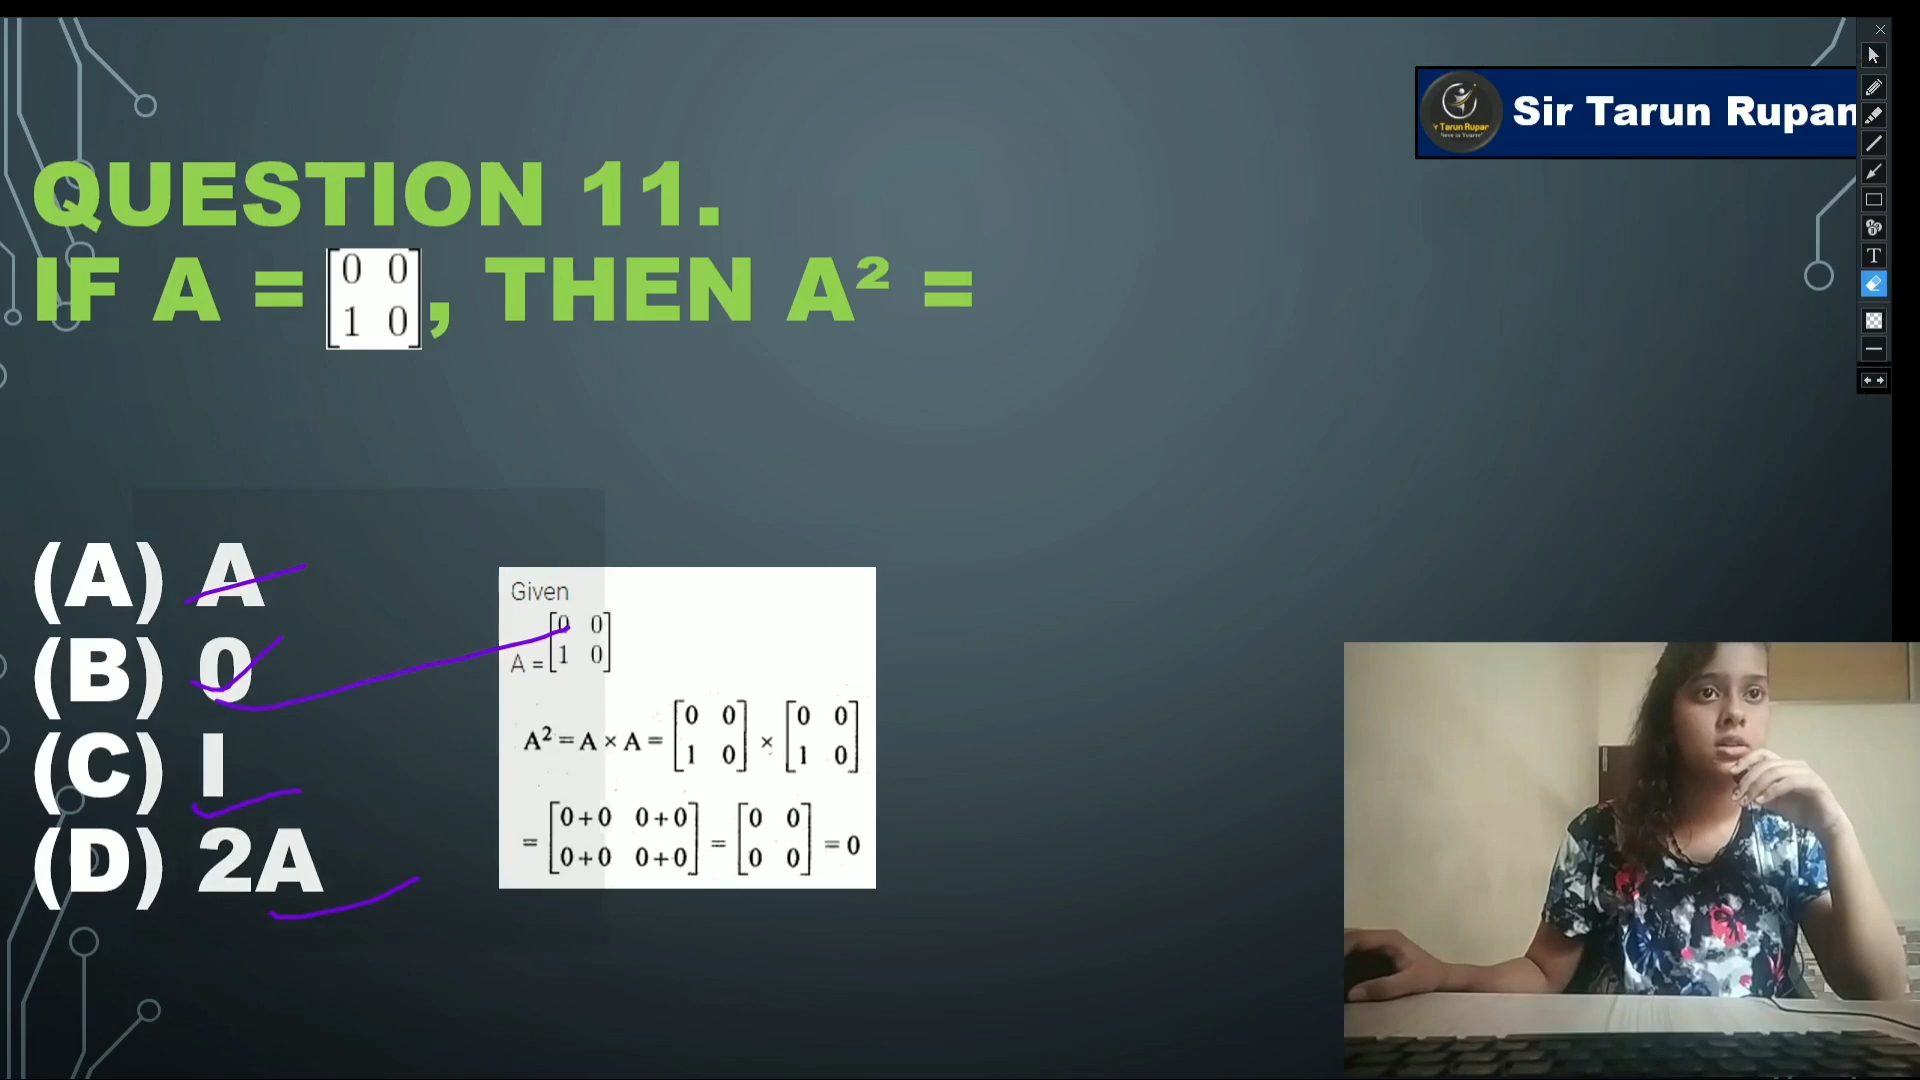 Sir Tarun Rupan
r Tarun Rupar
QUESTION 11.
IF A = [0 0
1 0], THEN A² =
(A) A
(B) 0
(C) I
(D) 2A
Given
A = [0 0
1 0]
A² = A × A = [0 0
1 0] × [0 0
1 0]
= [0+0 0+0
0+0 0+0] = [0 0
0 0] = 0
T